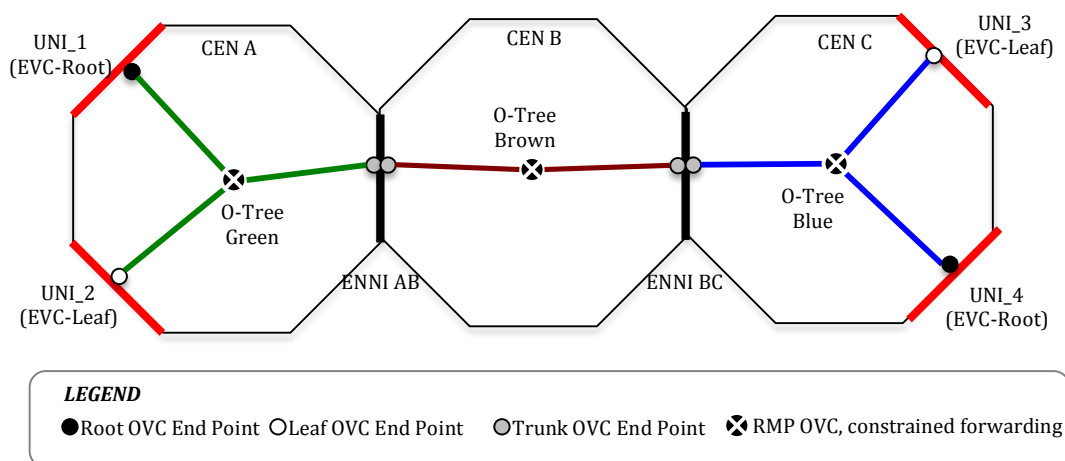 UNI_1
(EVC-Root)
CEN A
CEN B
CEN C
UNI_3
(EVC-Leaf)
O-Tree
Brown
O-Tree
Green
O-Tree
Blue
UNI_2
(EVC-Leaf)
ENNI AB
ENNI BC
UNI_4
(EVC-Root)
LEGEND
Root OVC End Point
Leaf OVC End Point
Trunk OVC End Point
RMP OVC, constrained forwarding